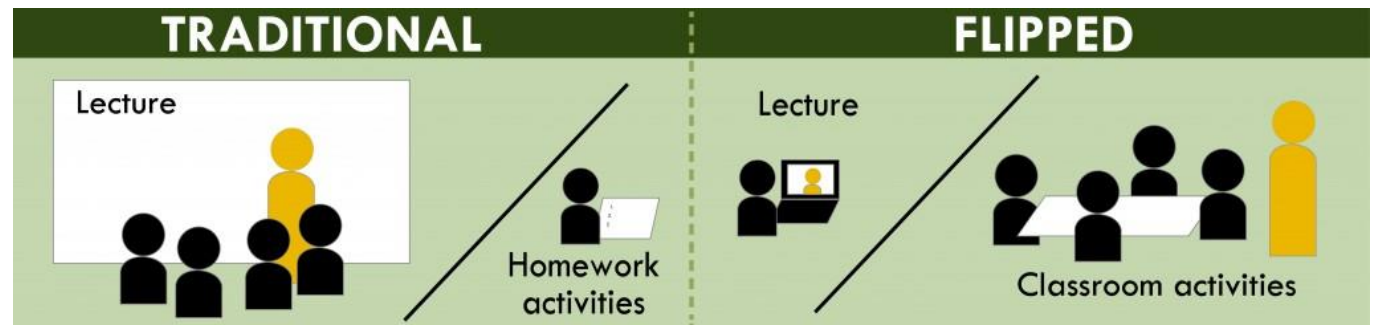 TRADITIONAL
Lecture
Homework
activities
FLIPPED
Lecture
Classroom activities